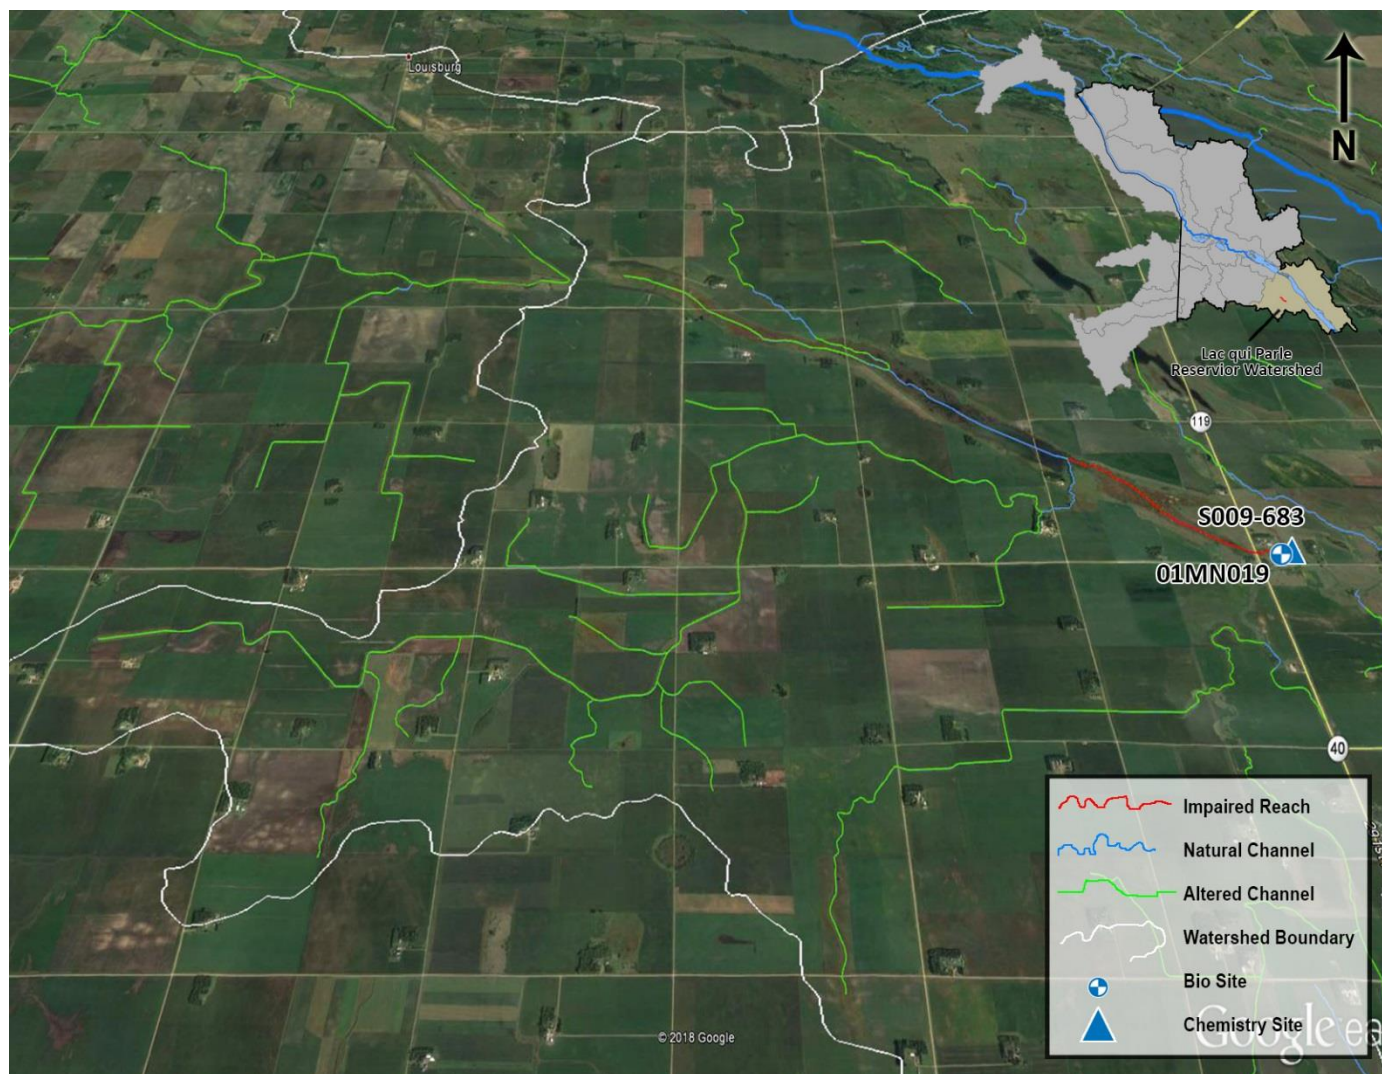 Louisburg
N
Lac qui Parle
Reservior Watershed
119
S009-683
01MN019
40
Impaired Reach
Natural Channel
Altered Channel
Watershed Boundary
Bio Site
Chemistry Site
© 2018 Google
Google ea